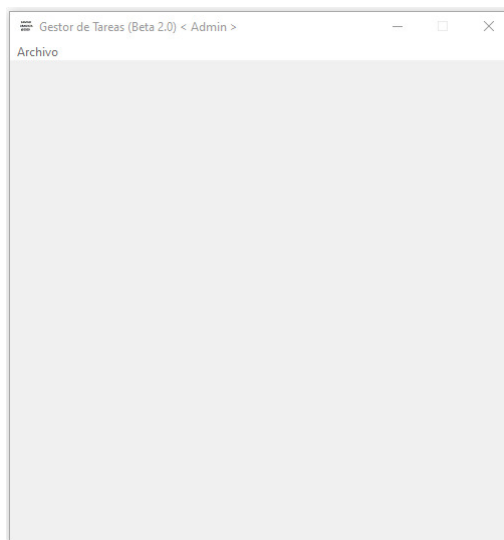 Gestor de Tareas (Beta 2.0) < Admin >
Archivo